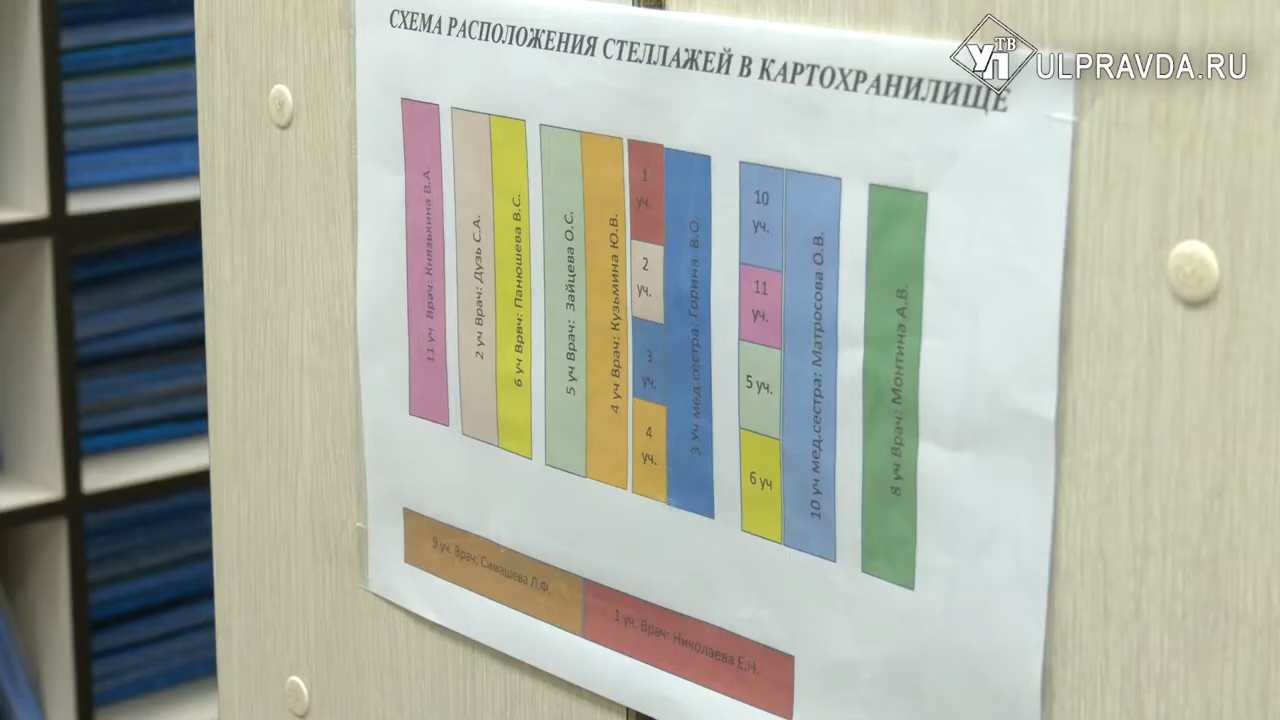 СХЕМА РАСПОЛОЖЕНИЯ СТЕЛЛАЖЕЙ В КАРТОХРАНИЛИЩЕ
УП ТВ
ULPRAVDA.RU
11 уч Врач: Князькина В.А.
2 уч Врач: Дузь С.А.
6 уч Врвч: Панюшева В.С.
5 уч Врач: Зайцева О.С.
4 уч Врач: Кузьмина Ю.В.
1
уч.
2
уч.
3
уч.
4
уч.
3 Уч мед сестра: Горина В.О.
10
уч.
11
уч.
5 уч.
6 уч
10 уч мед.сестра: Матросова О.В.
8 уч Врач: Монтина А.В.
9 уч. Врач. Симашева Л.Ф.
1 уч. Врач: Николаева Е.Н.